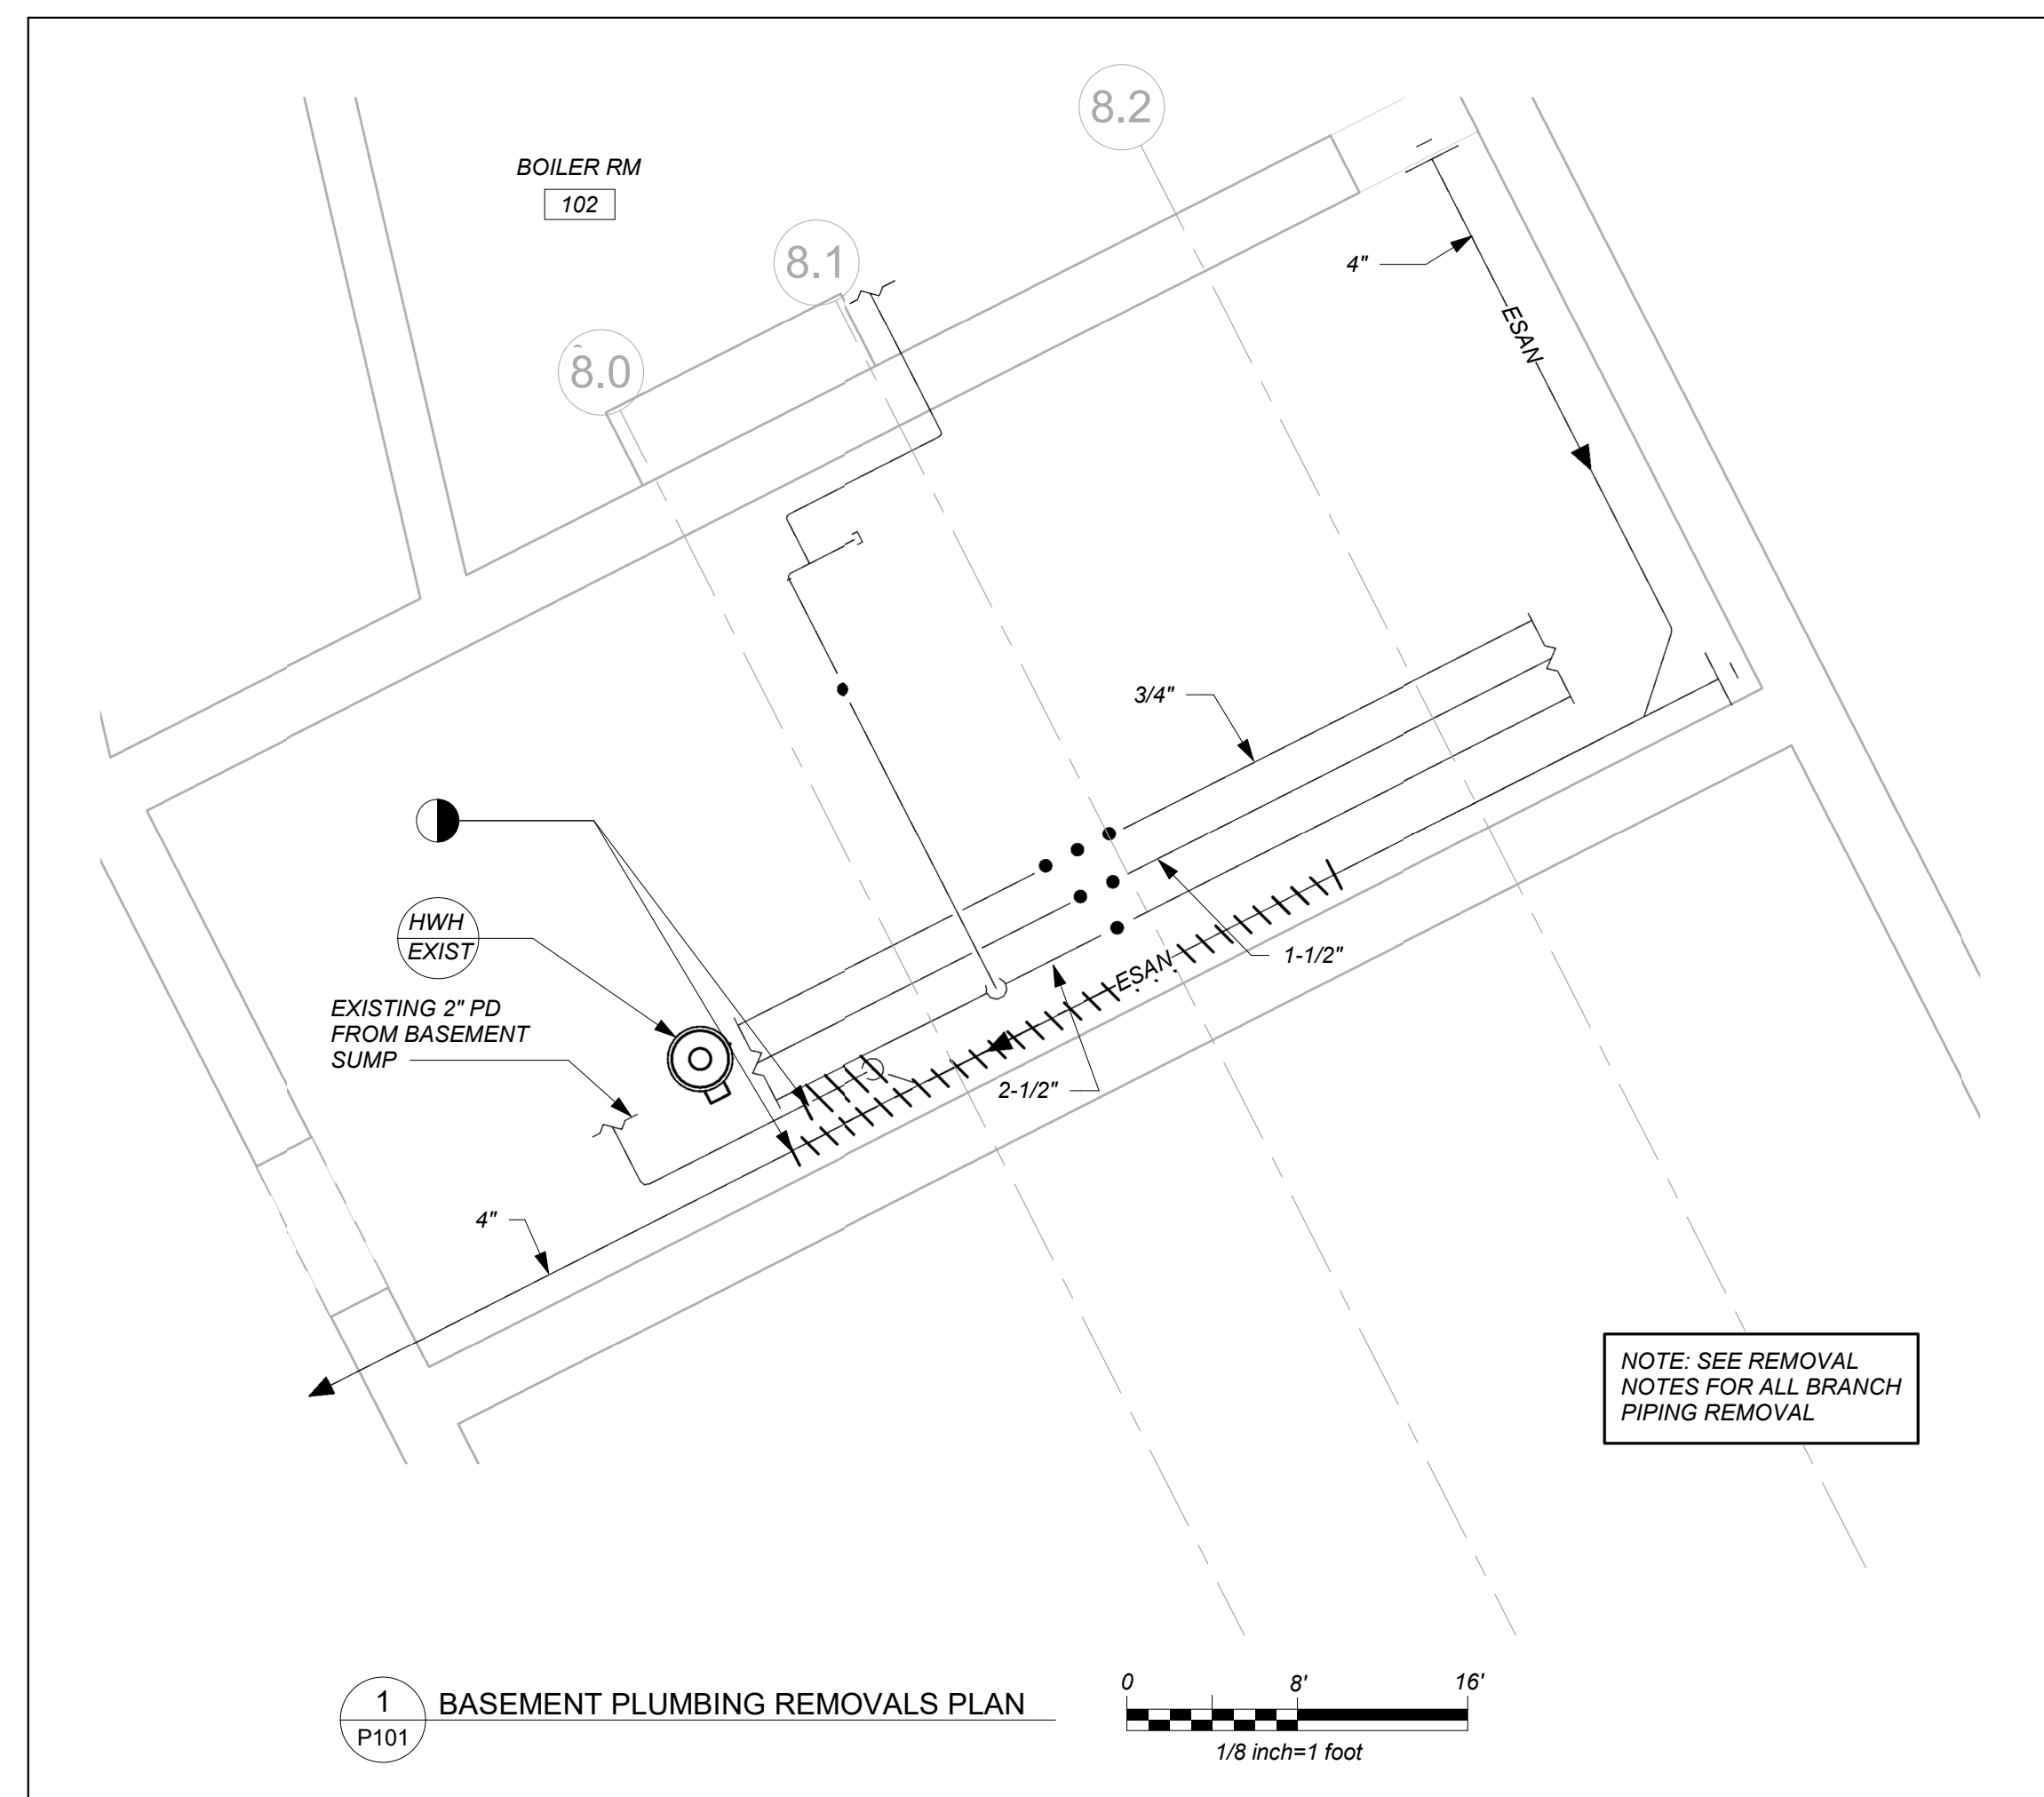 8.2
BOILER RM
102
8.1
4"
ESAN
8.0
3/4"
HWH
EXIST
1-1/2"
ESAN
EXISTING 2" PD
FROM BASEMENT
SUMP
2-1/2"
4"
NOTE: SEE REMOVAL
NOTES FOR ALL BRANCH
PIPING REMOVAL
1
P101
BASEMENT PLUMBING REMOVALS PLAN
0 8' 16'
1/8 inch=1 foot